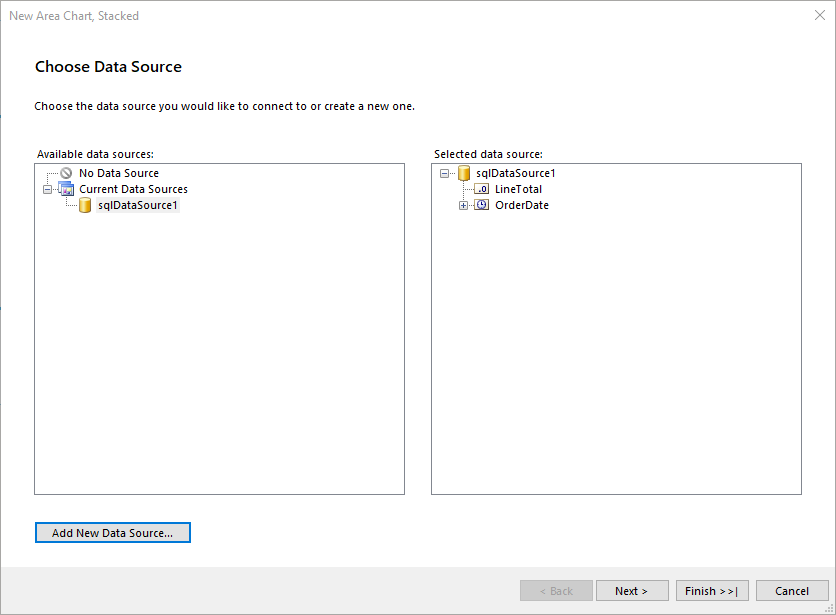 New Area Chart, Stacked
Choose Data Source
Choose the data source you would like to connect to or create a new one.
Available data sources:
No Data Source
Current Data Sources
sqlDataSource1
Selected data source:
sqlDataSource1
.0 LineTotal
OrderDate
Add New Data Source...
< Back Next > Finish >>| Cancel